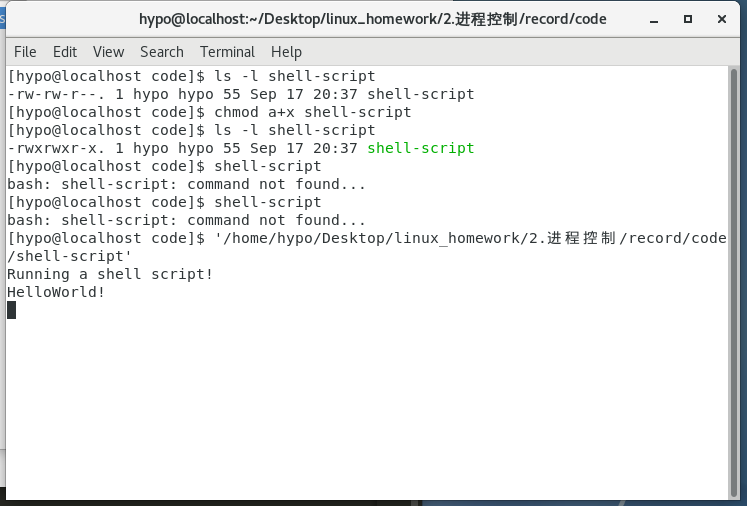 hypo@localhost:~/Desktop/linux_homework/2.进程控制/record/code
File Edit View Search Terminal Help
[hypo@localhost code]$ ls -l shell-script
-rw-rw-r--. 1 hypo hypo 55 Sep 17 20:37 shell-script
[hypo@localhost code]$ chmod a+x shell-script
[hypo@localhost code]$ ls -l shell-script
-rwxrwxr-x. 1 hypo hypo 55 Sep 17 20:37 shell-script
[hypo@localhost code]$ shell-script
bash: shell-script: command not found...
[hypo@localhost code]$ shell-script
bash: shell-script: command not found...
[hypo@localhost code]$ '/home/hypo/Desktop/linux_homework/2.进程控制/record/code
/shell-script'
Running a shell script!
HelloWorld!